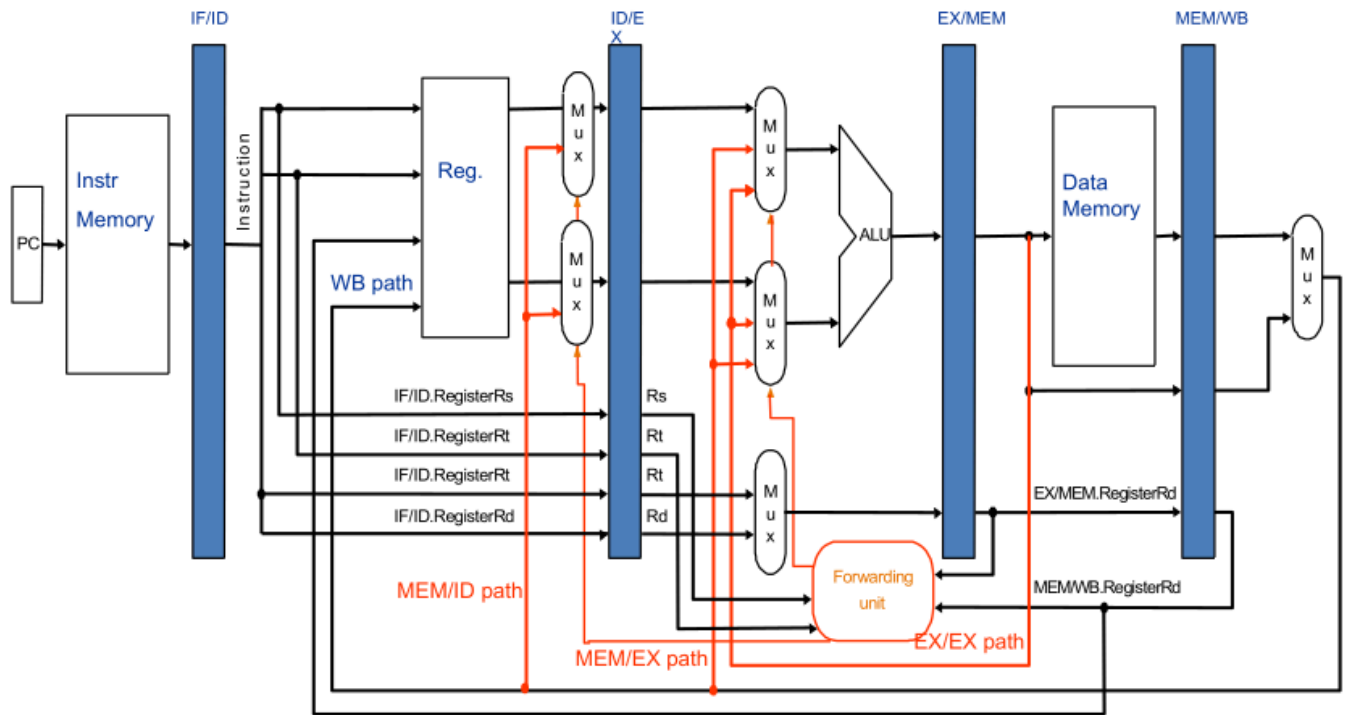 IF/ID
ID/E
X
EX/MEM
MEM/WB
PC
Instr
Memory
Instruction
Reg.
WB path
M
u
x
M
u
x
M
u
x
M
u
x
ALU
Data
Memory
M
u
x
IF/ID.RegisterRs
Rs
IF/ID.RegisterRt
Rt
IF/ID.RegisterRt
Rt
IF/ID.RegisterRd
Rd
M
u
x
EX/MEM.RegisterRd
MEM/ID path
Forwarding
unit
MEM/WB.RegisterRd
MEM/EX path
EX/EX path